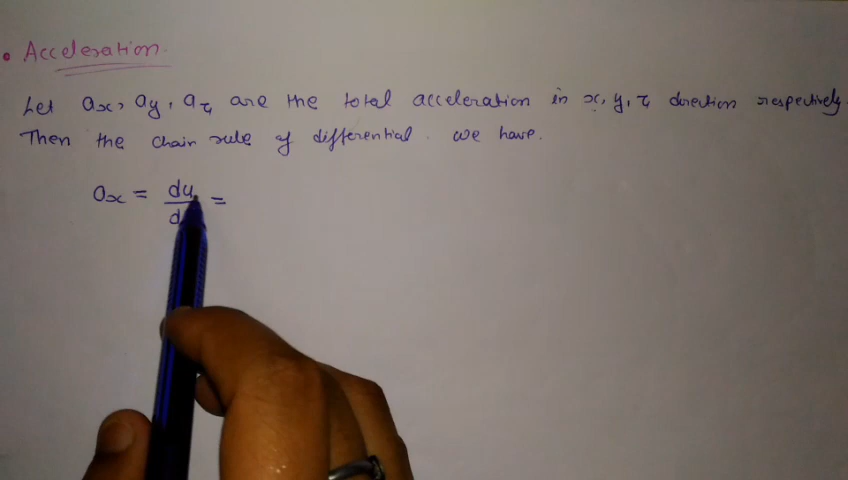 • Acceleration.
Let ax, ay, az are the total acceleration in x, y, z direction respectively.
Then the chain rule of differential. we have.
ax = du/d =